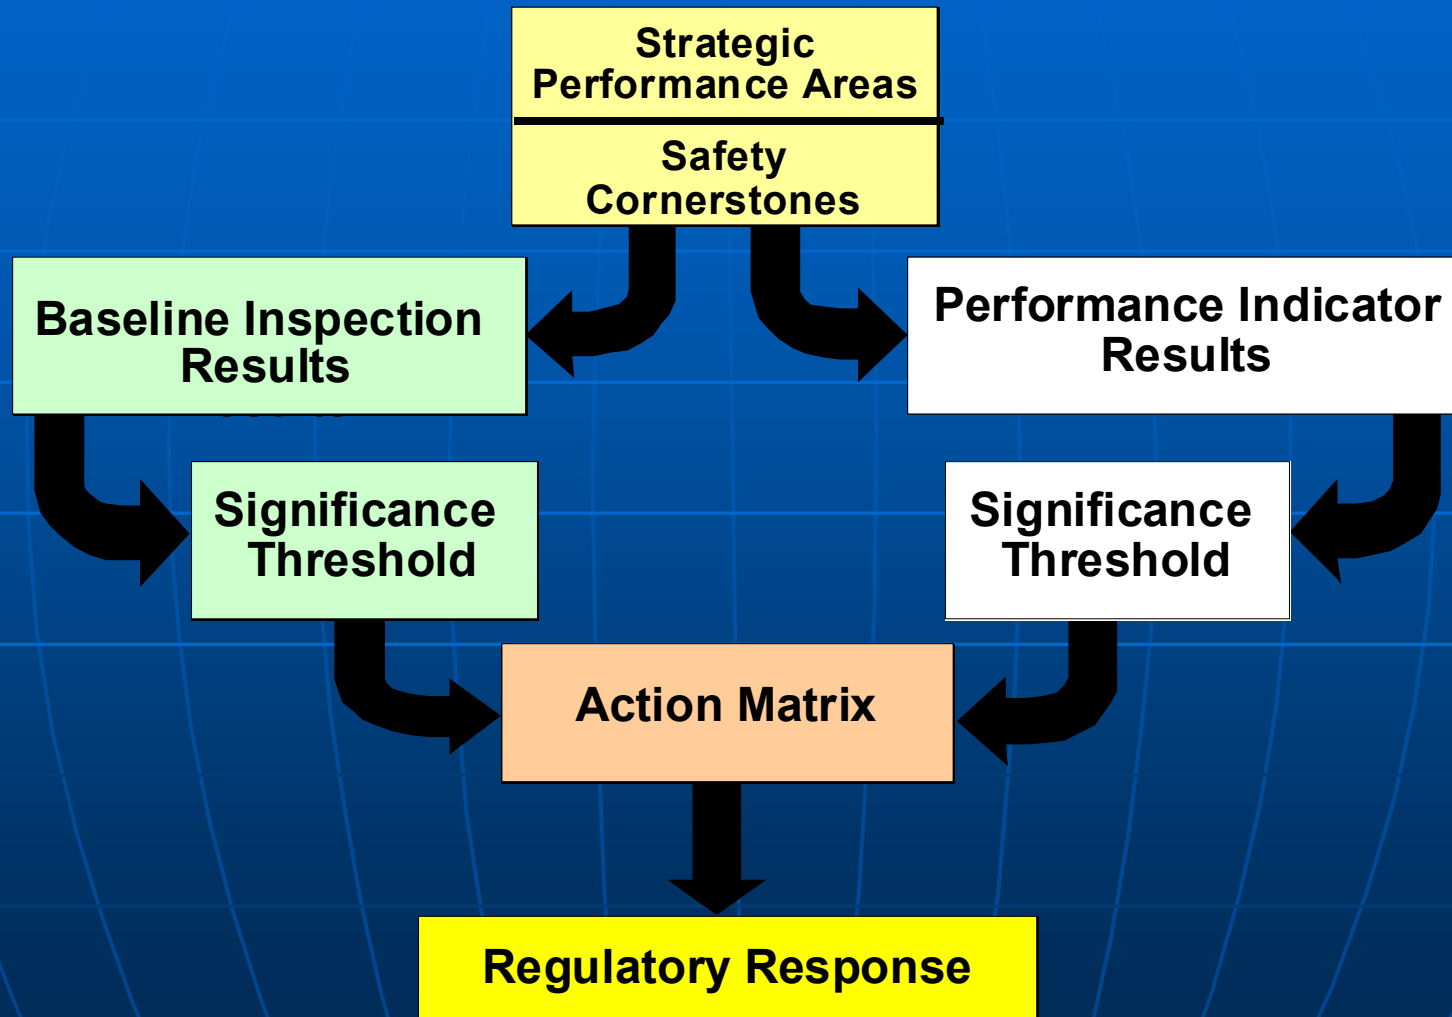 Strategic
Performance Areas
Safety
Cornerstones
Baseline Inspection
Results
Performance Indicator
Results
Significance
Threshold
Significance
Threshold
Action Matrix
Regulatory Response